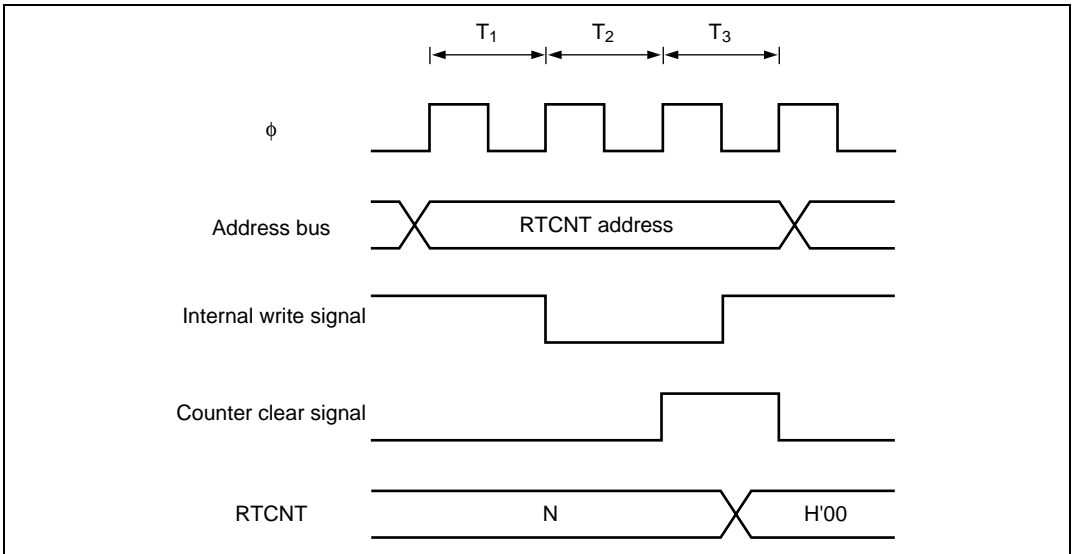 T1 T2 T3
φ
Address bus RTCNT address
Internal write signal
Counter clear signal
RTCNT N H'00